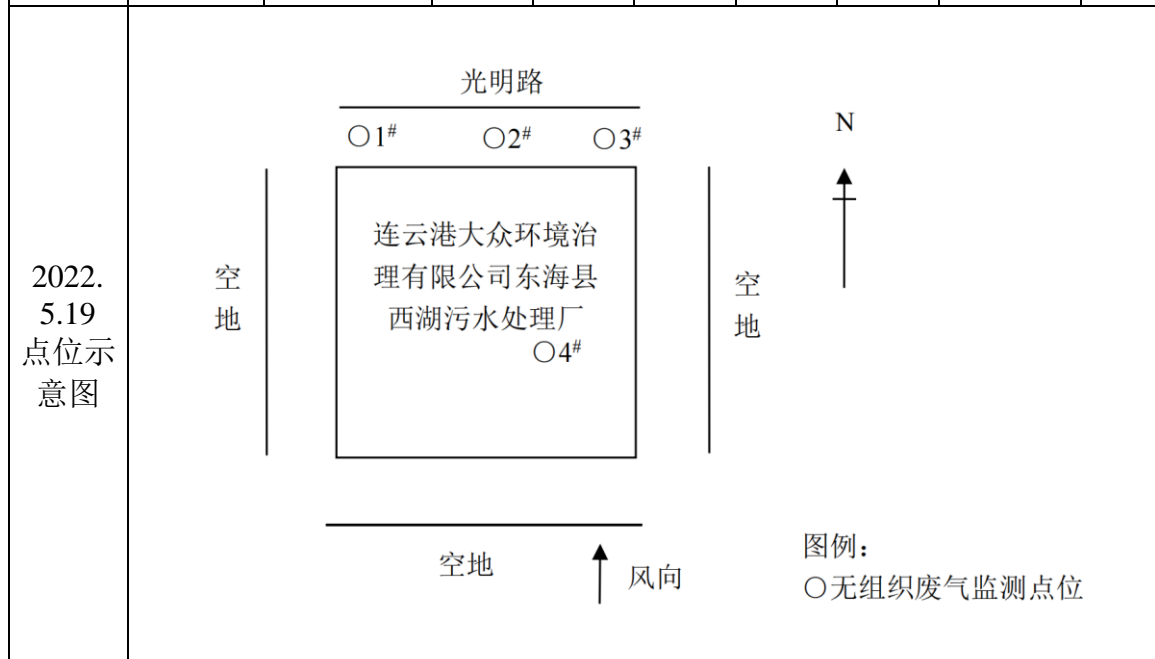 光明路
○1#
○2#
○3#
N
连云港大众环境治
理有限公司东海县
西湖污水处理厂
○4#
空
地
空
地
2022.
5.19
点位示
意图
空地
风向
图例：
○无组织废气监测点位